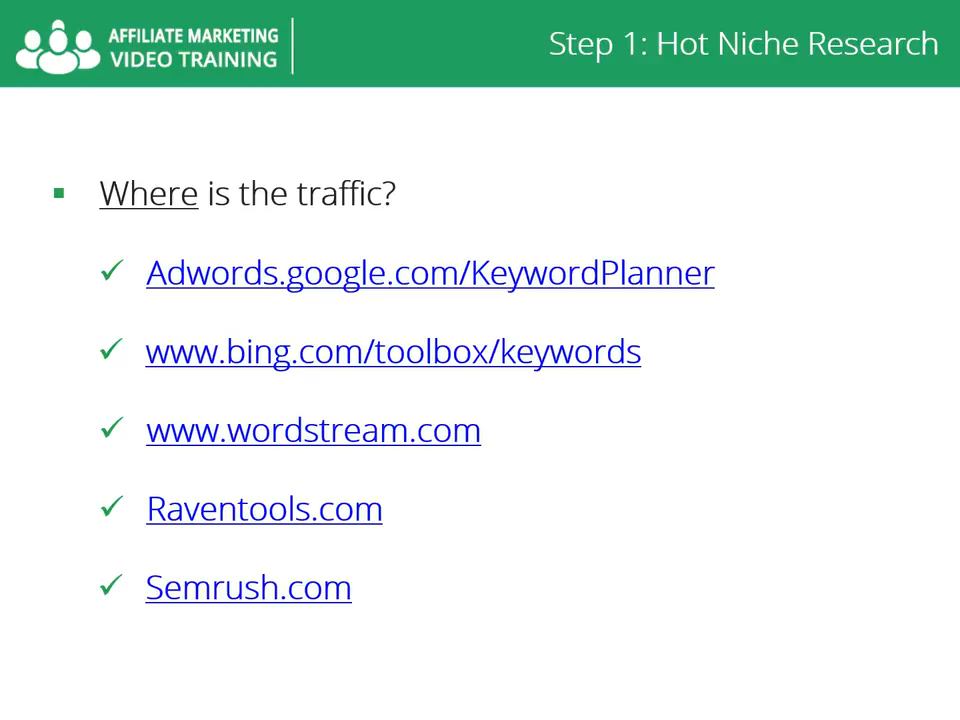 AFFILIATE MARKETING
VIDEO TRAINING
Step 1: Hot Niche Research
Where is the traffic?
Adwords.google.com/KeywordPlanner
www.bing.com/toolbox/keywords
www.wordstream.com
Raventools.com
Semrush.com